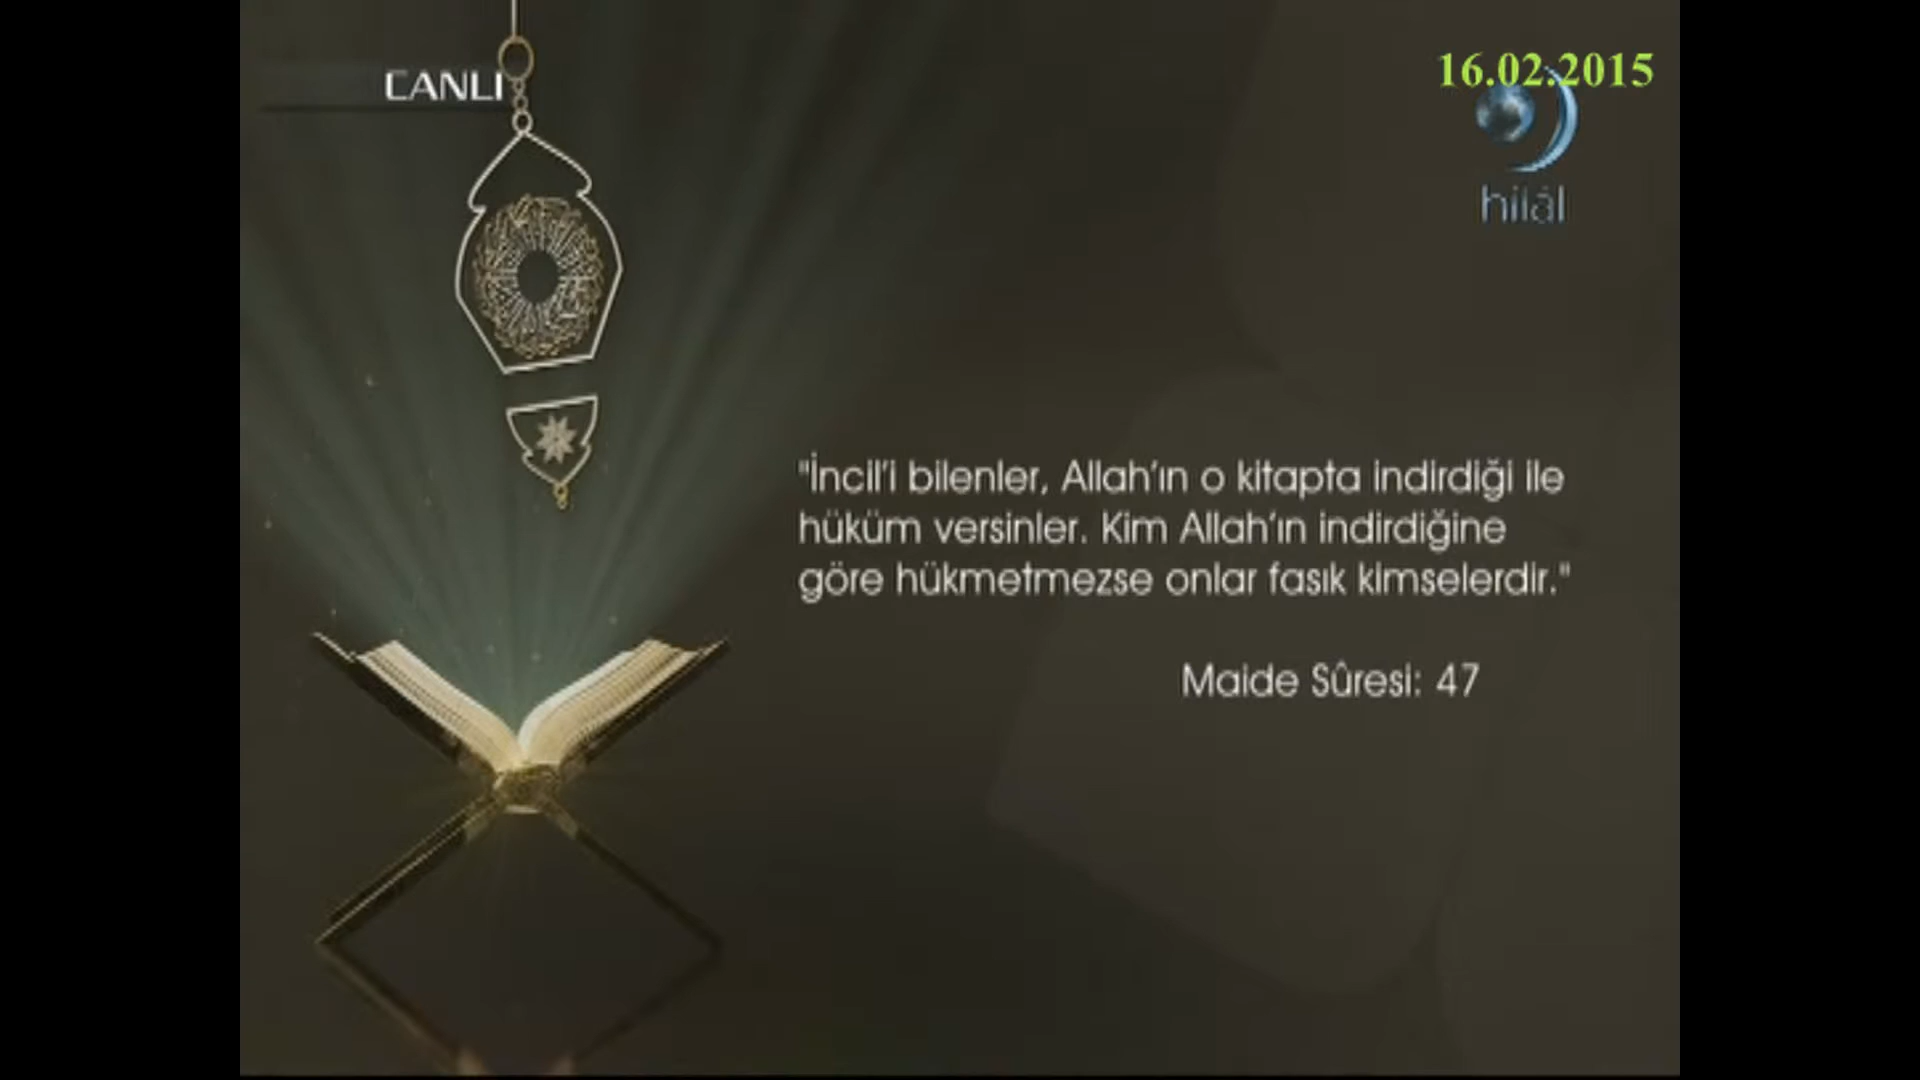 CANLI
16.02.2015
hilâl
"İncil'i bilenler, Allah'ın o kitapta indirdiği ile
hüküm versinler. Kim Allah'ın indirdiğine
göre hükmetmezse onlar fasık kimselerdir."
Maide Sûresi: 47